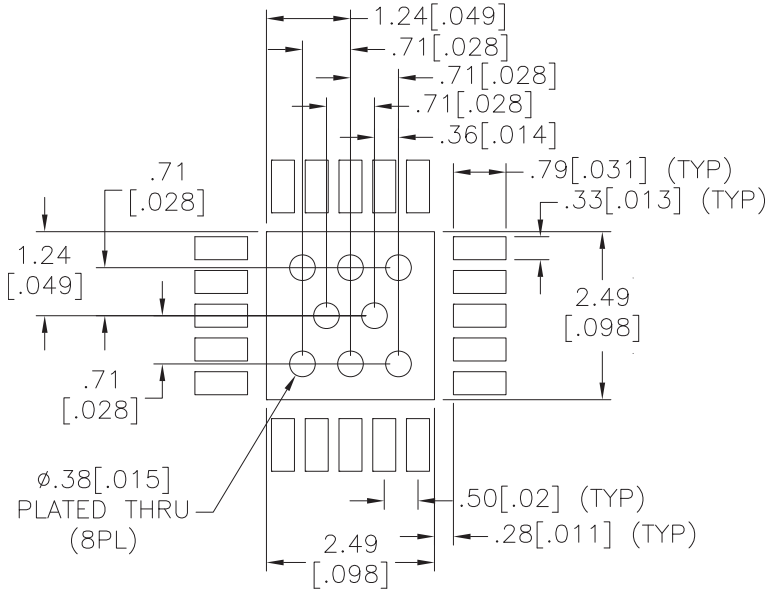 1.24[.049]
.71[.028]
.71[.028]
.71[.028]
.36[.014]
.71
[.028]
.79[.031] (TYP)
.33[.013] (TYP)
1.24
[.049]
2.49
[.098]
.71
[.028]
ø.38[.015]
PLATED THRU
(8PL)
.50[.02] (TYP)
.28[.011] (TYP)
2.49
[.098]